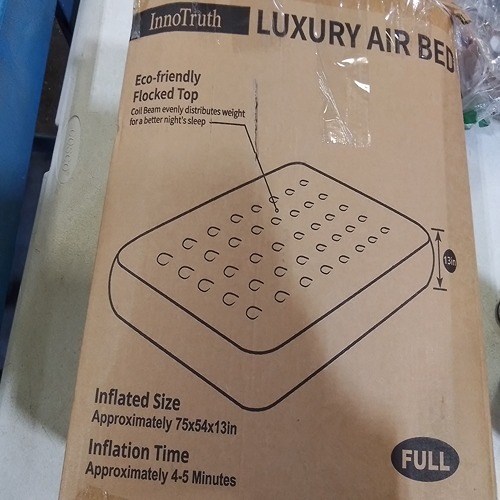 InnoTruth
LUXURY AIR BED
Eco-friendly
Flocked Top
Coil Beam evenly distributes weight
for a better night's sleep
13in
Inflated Size
Approximately 75x54x13in
Inflation Time
Approximately 4-5 Minutes
FULL